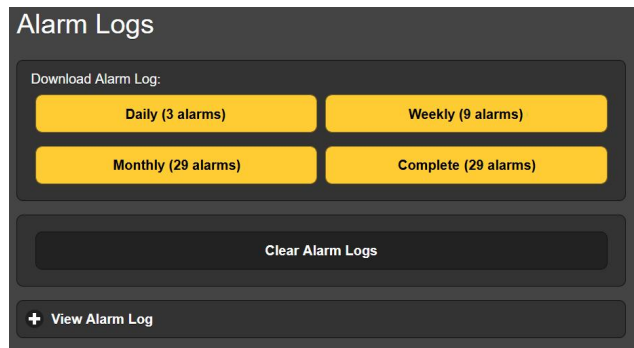 Alarm Logs
Download Alarm Log:
Daily (3 alarms)
Weekly (9 alarms)
Monthly (29 alarms)
Complete (29 alarms)
Clear Alarm Logs
View Alarm Log